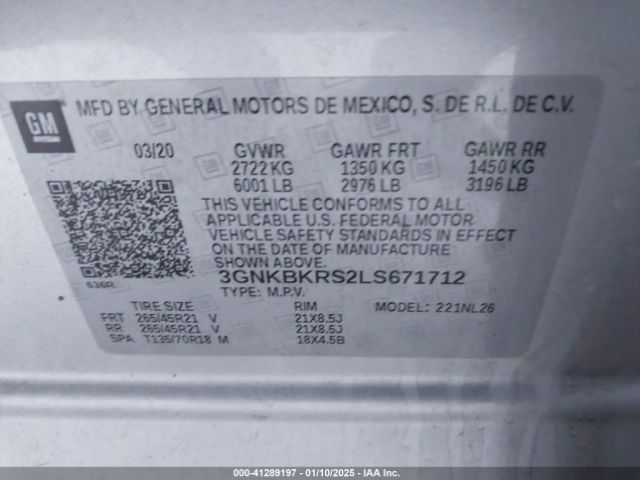 GM
MFD BY GENERAL MOTORS DE MEXICO, S. DE R.L. DE C.V.
03/20 GVWR GAWR FRT GAWR RR
2722 KG 1350 KG 1450 KG
6001 LB 2976 LB 3196 LB
THIS VEHICLE CONFORMS TO ALL
APPLICABLE U.S. FEDERAL MOTOR
VEHICLE SAFETY STANDARDS IN EFFECT
ON THE DATE OF MANUFACTURE
SHOWN ABOVE.
636R 3GNKBKRS2LS671712
TYPE: M.P.V.
TIRE SIZE RIM MODEL: 221NL26
FRT 265/45R21 V 21X8.5J
RR 265/45R21 V 21X8.5J
SPA T135/70R18 M 18X4.5B
000-41289197 - 01/10/2025 - IAA Inc.